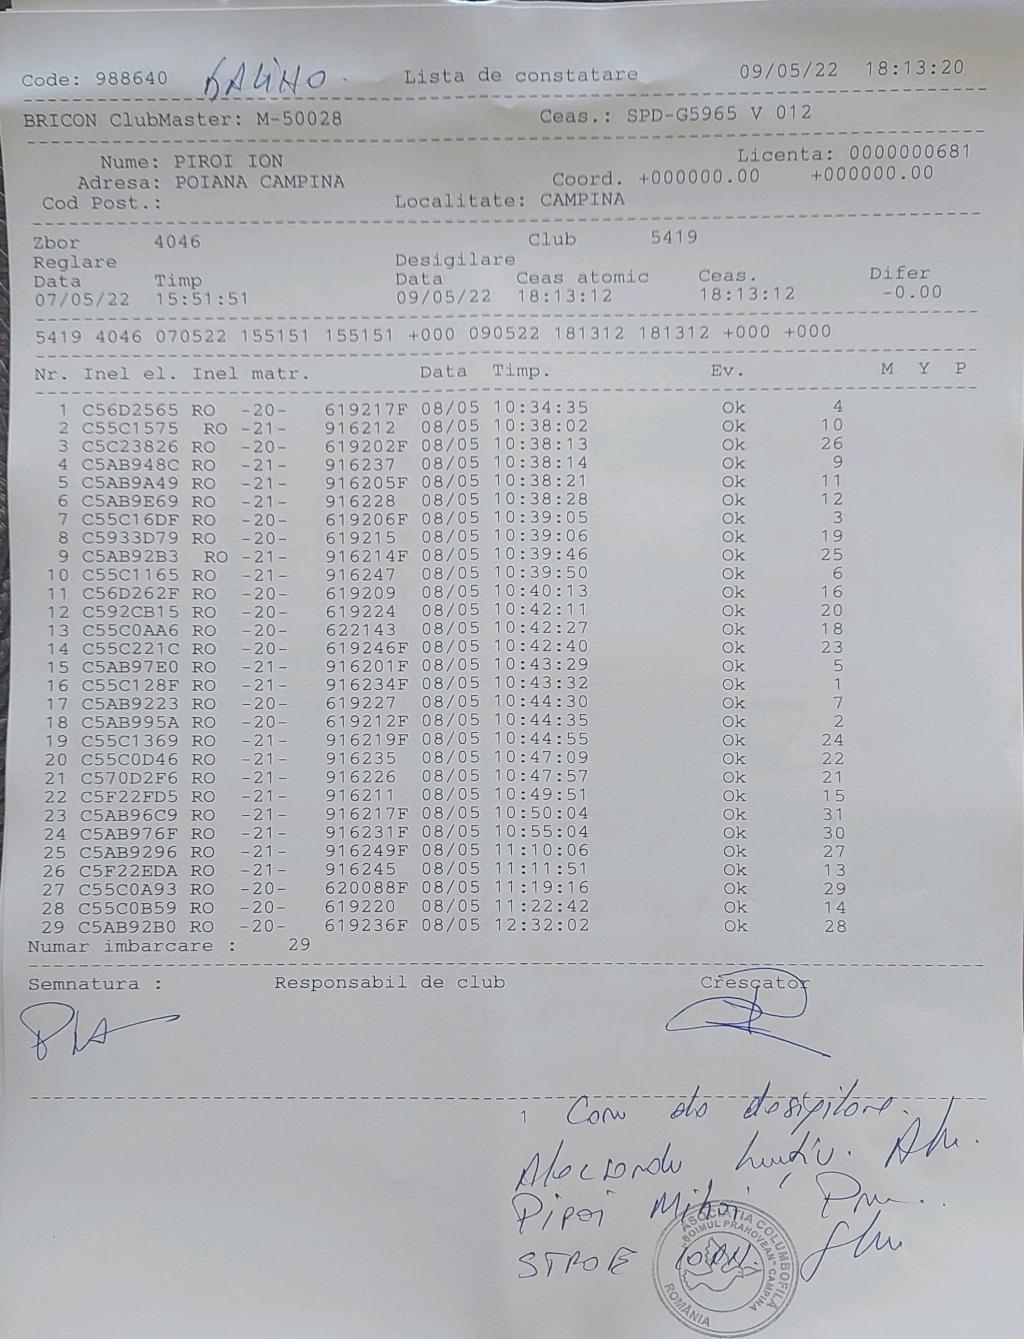 Code: 988640 Lista de constatare 09/05/22 18:13:20
BRICON ClubMaster: M-50028 Ceas.: SPD-G5965 V 012
Nume: PIROI ION Licenta: 0000000681
Adresa: POIANA CAMPINA Coord. +000000.00 +000000.00
Cod Post.: Localitate: CAMPINA
Zbor 4046 Club 5419
Reglare Desigilare
Data Timp Data Ceas atomic Ceas. Difer
07/05/22 15:51:51 09/05/22 18:13:12 18:13:12 -0.00
5419 4046 070522 155151 155151 +000 090522 181312 181312 +000 +000
Nr. Inel el. Inel matr. Data Timp. Ev. M Y P
1 C56D2565 RO -20- 619217F 08/05 10:34:35 Ok 4
2 C55C1575 RO -21- 916212 08/05 10:38:02 Ok 10
3 C5C23826 RO -20- 619202F 08/05 10:38:13 Ok 26
4 C5AB948C RO -21- 916237 08/05 10:38:14 Ok 9
5 C5AB9A49 RO -21- 916205F 08/05 10:38:21 Ok 11
6 C5AB9E69 RO -21- 916228 08/05 10:38:28 Ok 12
7 C55C16DF RO -20- 619206F 08/05 10:39:05 Ok 3
8 C5933D79 RO -20- 619215 08/05 10:39:06 Ok 19
9 C5AB92B3 RO -21- 916214F 08/05 10:39:46 Ok 25
10 C55C1165 RO -21- 916247 08/05 10:39:50 Ok 6
11 C56D262F RO -20- 619209 08/05 10:40:13 Ok 16
12 C592CB15 RO -20- 619224 08/05 10:42:11 Ok 20
13 C55C0AA6 RO -20- 622143 08/05 10:42:27 Ok 18
14 C55C221C RO -20- 619246F 08/05 10:42:40 Ok 23
15 C5AB97E0 RO -21- 916201F 08/05 10:43:29 Ok 5
16 C55C128F RO -21- 916234F 08/05 10:43:32 Ok 1
17 C5AB9223 RO -20- 619227 08/05 10:44:30 Ok 7
18 C5AB995A RO -20- 619212F 08/05 10:44:35 Ok 2
19 C55C1369 RO -21- 916219F 08/05 10:44:55 Ok 24
20 C55C0D46 RO -21- 916235 08/05 10:47:09 Ok 22
21 C570D2F6 RO -21- 916226 08/05 10:47:57 Ok 21
22 C5F22FD5 RO -21- 916211 08/05 10:49:51 Ok 15
23 C5AB96C9 RO -21- 916217F 08/05 10:50:04 Ok 31
24 C5AB976F RO -21- 916231F 08/05 10:55:04 Ok 30
25 C5AB9296 RO -21- 916249F 08/05 11:10:06 Ok 27
26 C5F22EDA RO -21- 916245 08/05 11:11:51 Ok 13
27 C55C0A93 RO -20- 620088F 08/05 11:19:16 Ok 29
28 C55C0B59 RO -20- 619220 08/05 11:22:42 Ok 14
29 C5AB92B0 RO -20- 619236F 08/05 12:32:02 Ok 28
Numar imbarcare : 29
Semnatura : Responsabil de club Crescator
1 Com de desigilare.
Piroi Mihai
STROE IOAN
ASOCIATIA COLUMBOFILA
"SOIMUL PRAHOVEAN" CAMPINA
ROMÂNIA